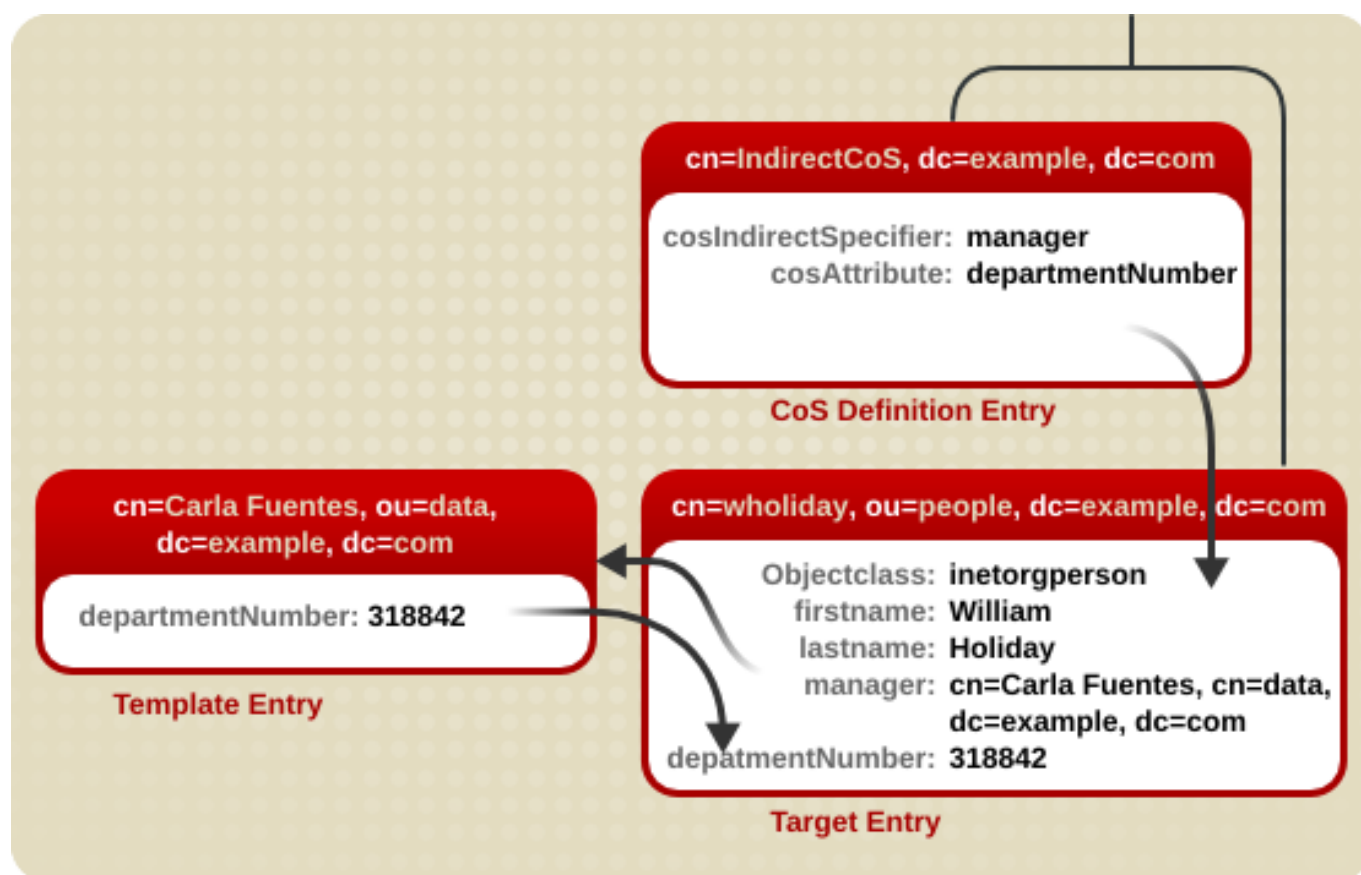 cn=IndirectCoS, dc=example, dc=com
cosIndirectSpecifier: manager
cosAttribute: departmentNumber
CoS Definition Entry
cn=Carla Fuentes, ou=data,
dc=example, dc=com
departmentNumber: 318842
Template Entry
cn=wholiday, ou=people, dc=example, dc=com
Objectclass: inetorgperson
firstname: William
lastname: Holiday
manager: cn=Carla Fuentes, cn=data,
dc=example, dc=com
depatmentNumber: 318842
Target Entry